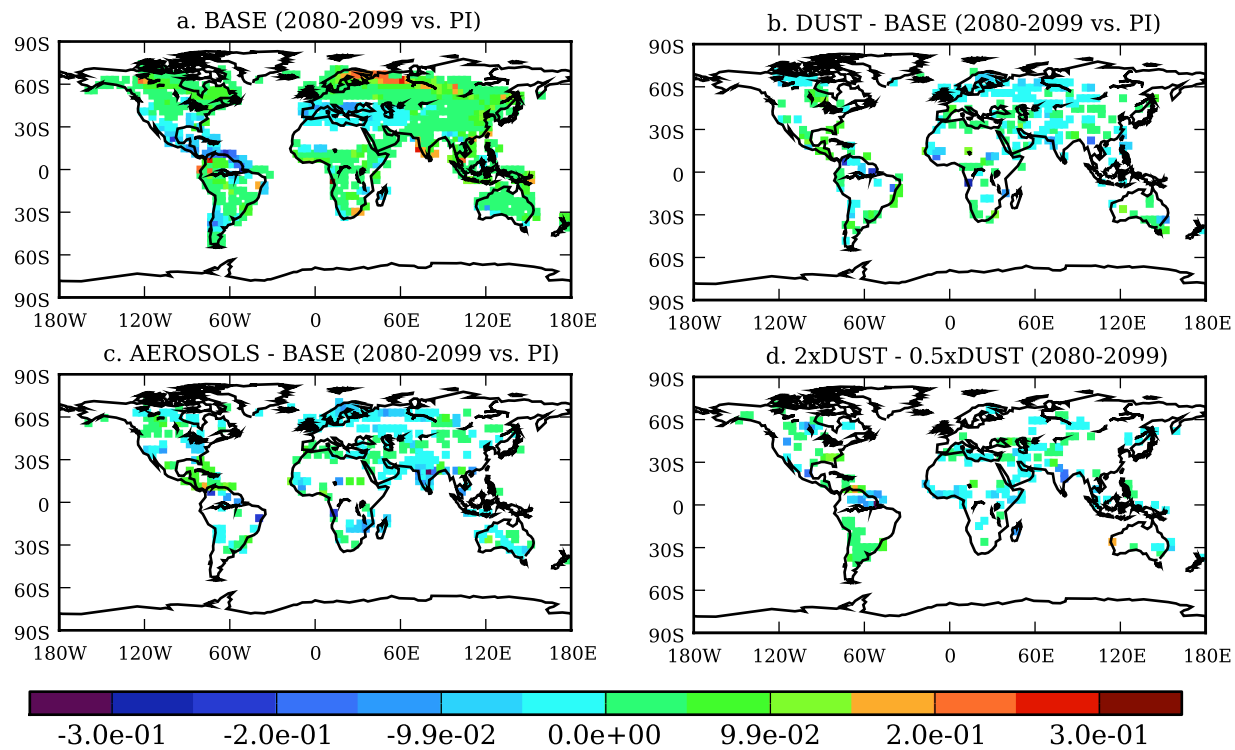 a. BASE (2080-2099 vs. PI)
90S
60S
30S
0
30S
60S
90S
180W 120W 60W 0 60E 120E 180E
b. DUST - BASE (2080-2099 vs. PI)
90S
60S
30S
0
30S
60S
90S
180W 120W 60W 0 60E 120E 180E
c. AEROSOLS - BASE (2080-2099 vs. PI)
90S
60S
30S
0
30S
60S
90S
180W 120W 60W 0 60E 120E 180E
d. 2xDUST - 0.5xDUST (2080-2099)
90S
60S
30S
0
30S
60S
90S
180W 120W 60W 0 60E 120E 180E
-3.0e-01 -2.0e-01 -9.9e-02 0.0e+00 9.9e-02 2.0e-01 3.0e-01